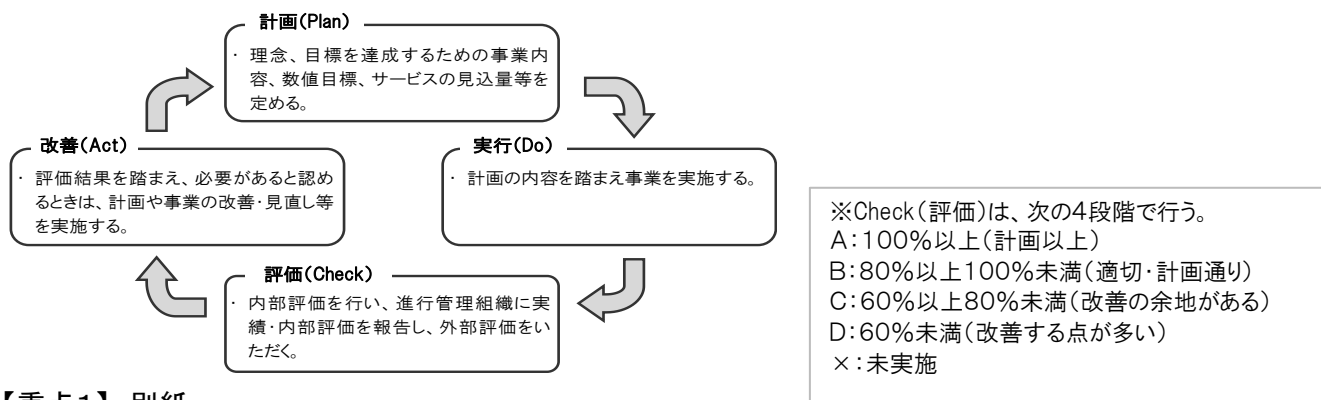 計画(Plan)
・ 理念、目標を達成するための事業内
容、数値目標、サービスの見込量等を
定める。
改善(Act)
・ 評価結果を踏まえ、必要があると認め
るときは、計画や事業の改善・見直し等
を実施する。
実行(Do)
・ 計画の内容を踏まえ事業を実施する。
評価(Check)
・ 内部評価を行い、進行管理組織に実
績・内部評価を報告し、外部評価をい
ただく。
※Check(評価)は、次の4段階で行う。
A:100%以上(計画以上)
B:80%以上100%未満(適切・計画通り)
C:60%以上80%未満(改善の余地がある)
D:60%未満(改善する点が多い)
×:未実施
【重点1】 別紙